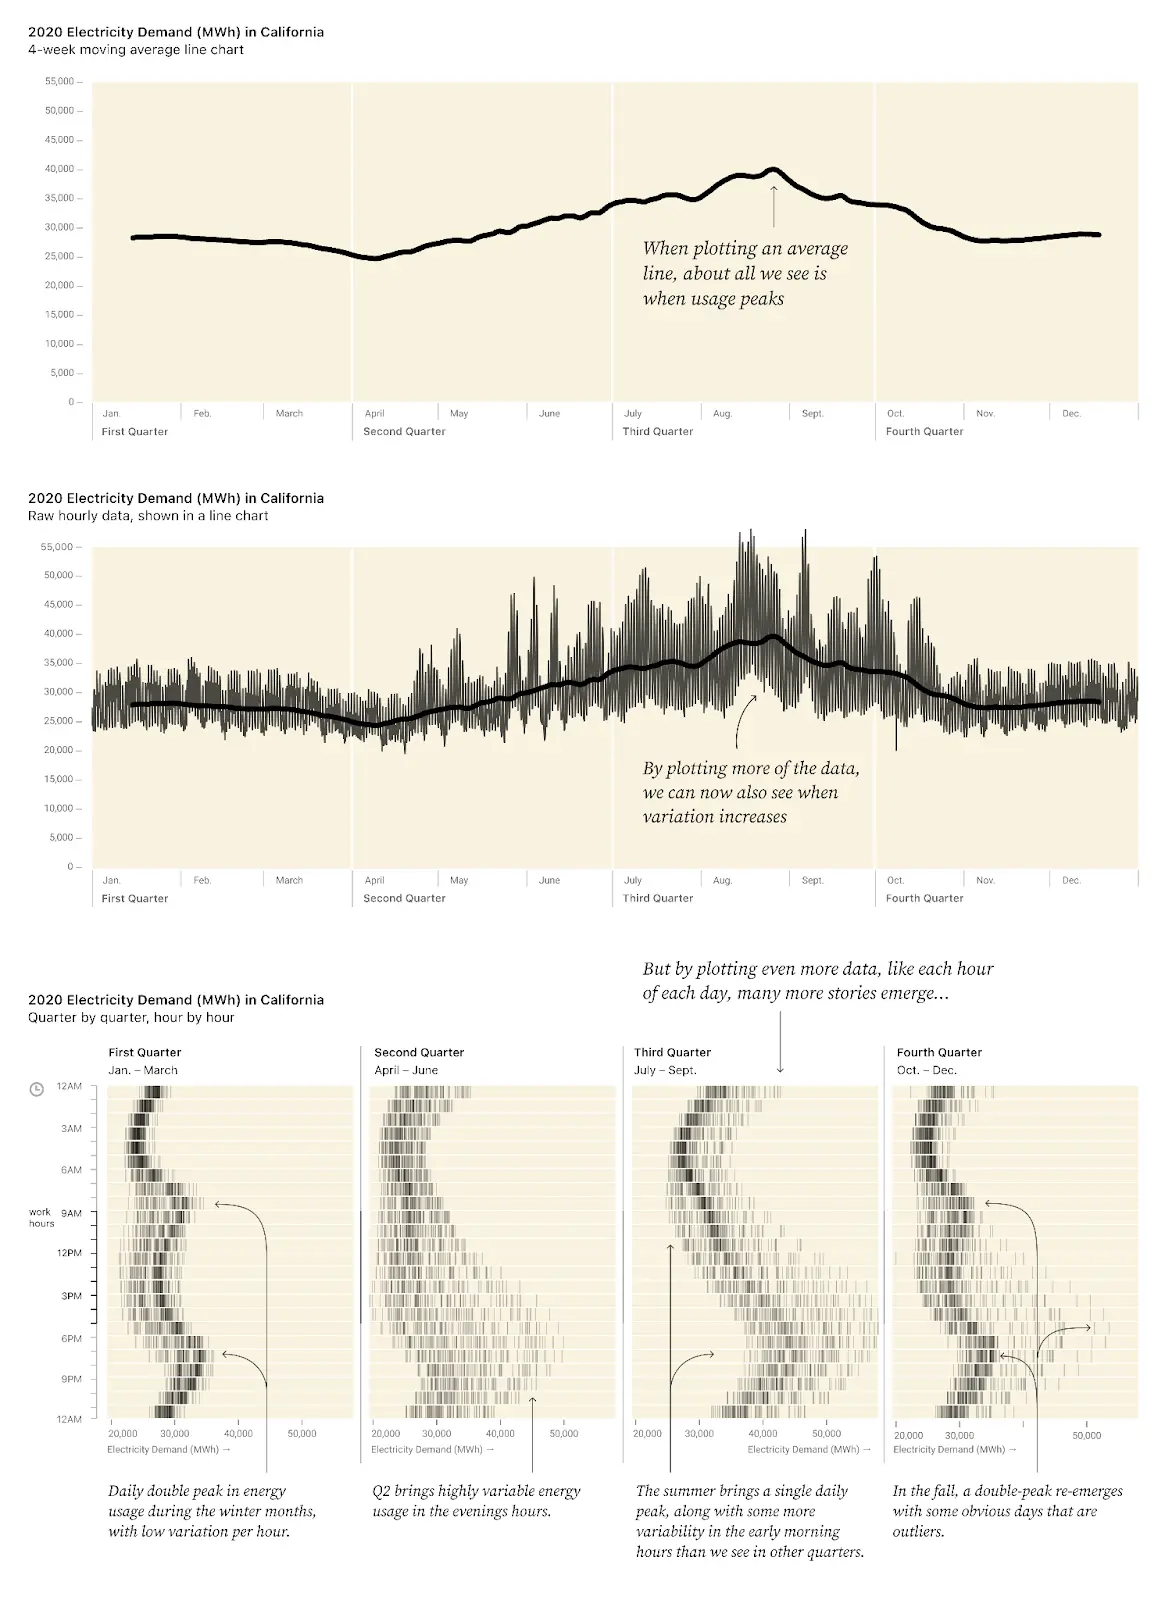 2020 Electricity Demand (MWh) in California
4-week moving average line chart
55,000
50,000
45,000
40,000
35,000
30,000
25,000
20,000
15,000
10,000
5,000
0
When plotting an average
line, about all we see is
when usage peaks
Jan. Feb. March April May June July Aug. Sept. Oct. Nov. Dec.
First Quarter Second Quarter Third Quarter Fourth Quarter
2020 Electricity Demand (MWh) in California
Raw hourly data, shown in a line chart
55,000
50,000
45,000
40,000
35,000
30,000
25,000
20,000
15,000
10,000
5,000
0
By plotting more of the data,
we can now also see when
variation increases
Jan. Feb. March April May June July Aug. Sept. Oct. Nov. Dec.
First Quarter Second Quarter Third Quarter Fourth Quarter
But by plotting even more data, like each hour
of each day, many more stories emerge...
2020 Electricity Demand (MWh) in California
Quarter by quarter, hour by hour
First Quarter Second Quarter Third Quarter Fourth Quarter
Jan. – March April – June July – Sept. Oct. – Dec.
12AM
3AM
6AM
work
hours
9AM
12PM
3PM
6PM
9PM
12AM
20,000 30,000 40,000 50,000 20,000 30,000 40,000 50,000 20,000 30,000 40,000 50,000 20,000 30,000 50,000
Electricity Demand (MWh) → Electricity Demand (MWh) → Electricity Demand (MWh) → Electricity Demand (MWh) →
Daily double peak in energy
usage during the winter months,
with low variation per hour.
Q2 brings highly variable energy
usage in the evenings hours.
The summer brings a single daily
peak, along with some more
variability in the early morning
hours than we see in other quarters.
In the fall, a double-peak re-emerges
with some obvious days that are
outliers.